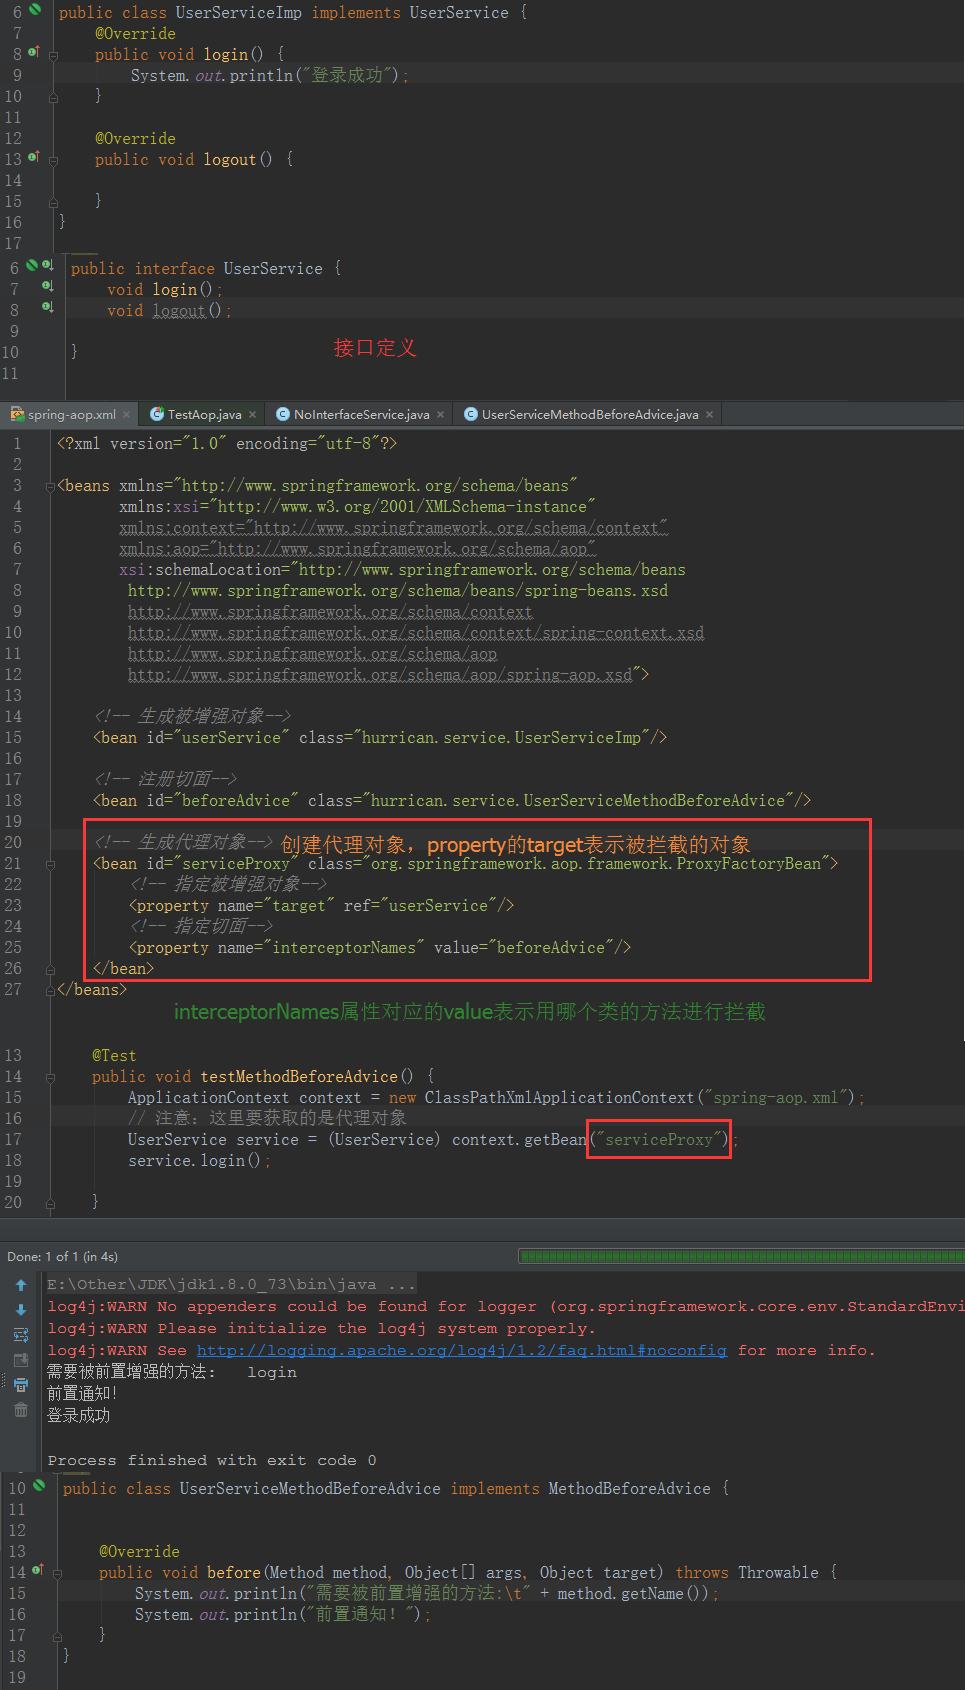 6 public class UserServiceImp implements UserService {
7 @Override
8 public void login() {
9 System.out.println("登录成功");
10 }
11
12 @Override
13 public void logout() {
14
15 }
16 }
17
6 public interface UserService {
7 void login();
8 void logout();
9
接口定义
10 }
11
spring-aop.xml × TestAop.java × NoInterfaceService.java × UserServiceMethodBeforeAdvice.java ×
1 <?xml version="1.0" encoding="utf-8"?>
2
3 <beans xmlns="http://www.springframework.org/schema/beans"
4 xmlns:xsi="http://www.w3.org/2001/XMLSchema-instance"
5 xmlns:context="http://www.springframework.org/schema/context"
6 xmlns:aop="http://www.springframework.org/schema/aop"
7 xsi:schemaLocation="http://www.springframework.org/schema/beans
8 http://www.springframework.org/schema/beans/spring-beans.xsd
9 http://www.springframework.org/schema/context
10 http://www.springframework.org/schema/context/spring-context.xsd
11 http://www.springframework.org/schema/aop
12 http://www.springframework.org/schema/aop/spring-aop.xsd">
13
14 <!-- 生成被增强对象-->
15 <bean id="userService" class="hurrican.service.UserServiceImp"/>
16
17 <!-- 注册切面-->
18 <bean id="beforeAdvice" class="hurrican.service.UserServiceMethodBeforeAdvice"/>
19
20 <!-- 生成代理对象--> 创建代理对象，property的target表示被拦截的对象
21 <bean id="serviceProxy" class="org.springframework.aop.framework.ProxyFactoryBean">
22 <!-- 指定被增强对象-->
23 <property name="target" ref="userService"/>
24 <!-- 指定切面-->
25 <property name="interceptorNames" value="beforeAdvice"/>
26 </bean>
27 </beans>
interceptorNames属性对应的value表示用哪个类的方法进行拦截
13 @Test
14 public void testMethodBeforeAdvice() {
15 ApplicationContext context = new ClassPathXmlApplicationContext("spring-aop.xml");
16 // 注意：这里要获取的是代理对象
17 UserService service = (UserService) context.getBean("serviceProxy");
18 service.login();
19
20 }
Done: 1 of 1 (in 4s)
E:\Other\JDK\jdk1.8.0_73\bin\java ...
log4j:WARN No appenders could be found for logger (org.springframework.core.env.StandardEnvi
log4j:WARN Please initialize the log4j system properly.
log4j:WARN See http://logging.apache.org/log4j/1.2/faq.html#noconfig for more info.
需要被前置增强的方法: login
前置通知！
登录成功
Process finished with exit code 0
10 public class UserServiceMethodBeforeAdvice implements MethodBeforeAdvice {
11
12
13 @Override
14 public void before(Method method, Object[] args, Object target) throws Throwable {
15 System.out.println("需要被前置增强的方法:\t" + method.getName());
16 System.out.println("前置通知！");
17 }
18 }
19